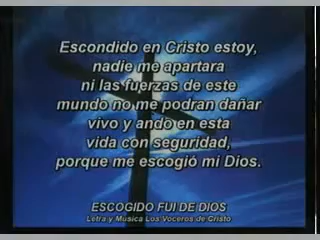 Escondido en Cristo estoy,
nadie me apartara
ni las fuerzas de este
mundo no me podran dañar
vivo y ando en esta
vida con seguridad,
porque me escogió mi Dios.
ESCOGIDO FUI DE DIOS
Letra y Musica Los Voceros de Cristo